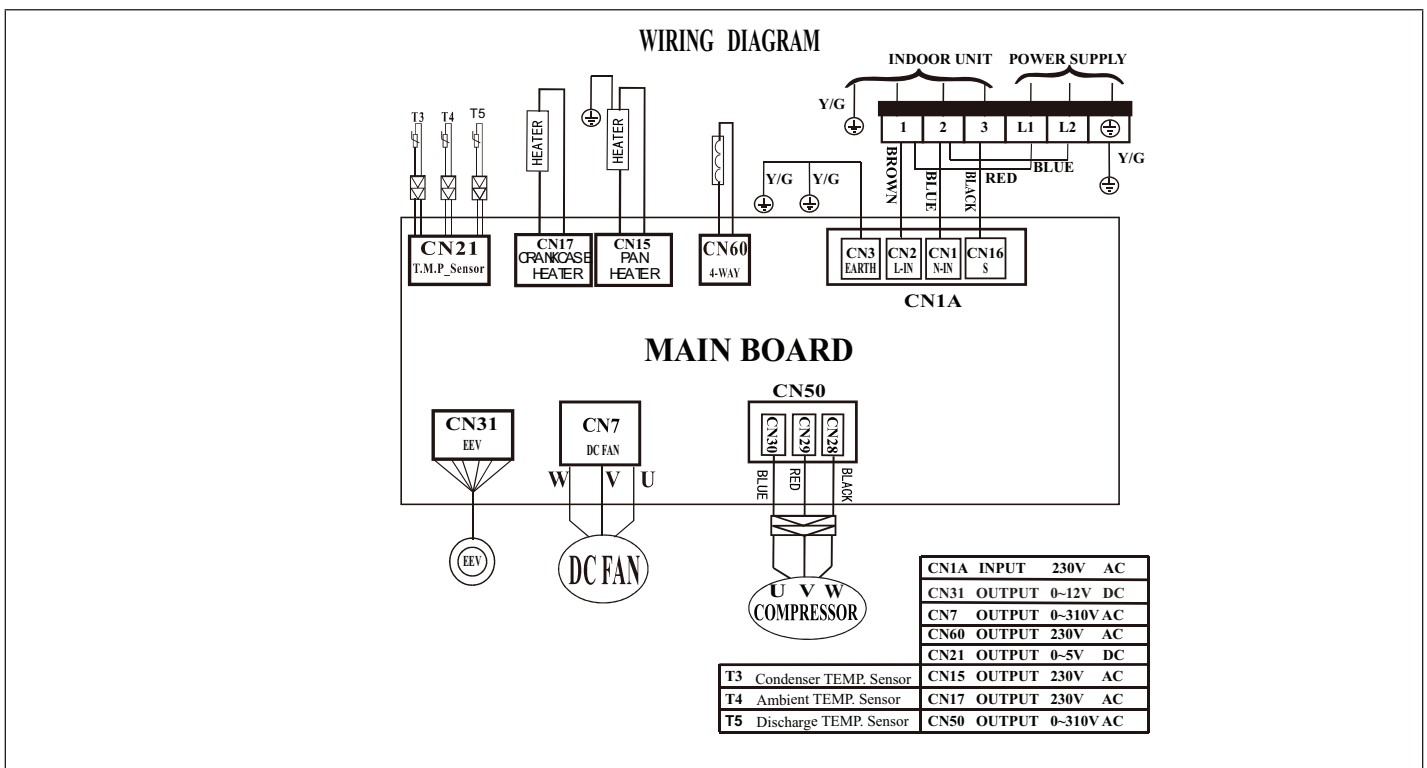 WIRING DIAGRAM
INDOOR UNIT POWER SUPPLY
Y/G
1 2 3 L1 L2
T3 T4 T5
HEATER
HEATER
BROWN
BLUE
BLACK
RED
BLUE
Y/G
Y/G Y/G
CN21
T.M.P_Sensor
CN17
CRANKCASE
HEATER
CN15
PAN
HEATER
CN60
4-WAY
CN3
EARTH
CN2
L-IN
CN1
N-IN
CN16
S
CN1A
MAIN BOARD
CN31
EEV
CN7
DC FAN
W V U
CN50
CN30
CN29
CN28
BLUE
RED
BLACK
EEV
DC FAN
U V W
COMPRESSOR
CN1A INPUT 230V AC
CN31 OUTPUT 0~12V DC
CN7 OUTPUT 0~310V AC
CN60 OUTPUT 230V AC
CN21 OUTPUT 0~5V DC
T3 Condenser TEMP. Sensor CN15 OUTPUT 230V AC
T4 Ambient TEMP. Sensor CN17 OUTPUT 230V AC
T5 Discharge TEMP. Sensor CN50 OUTPUT 0~310V AC